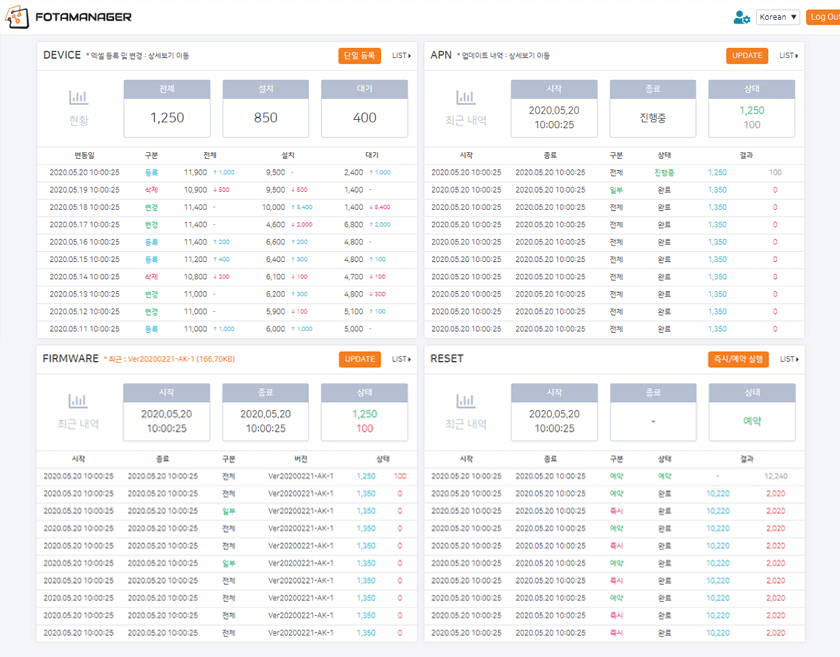 FOTAMANAGER Korean ▼ Log Out
DEVICE * 엑셀 등록 및 변경 : 상세보기 이동 단일 등록 LIST
현황
전체 설치 대기
1,250 850 400
변동일 구분 전체 설치 대기
2020.05.20 10:00:25 등록 11,900 ↑ 1,000 9,500 - 2,400 ↑ 1,000
2020.05.19 10:00:25 삭제 10,900 ↓ 500 9,500 ↓ 500 1,400 -
2020.05.18 10:00:25 변경 11,400 - 10,000 ↑ 5,400 1,400 ↓ 5,400
2020.05.17 10:00:25 변경 11,400 - 4,600 ↓ 2,000 6,800 ↑ 2,000
2020.05.16 10:00:25 등록 11,400 ↑ 200 6,600 ↑ 200 4,800 -
2020.05.15 10:00:25 등록 11,200 ↑ 400 6,400 ↑ 300 4,800 ↑ 100
2020.05.14 10:00:25 삭제 10,800 ↓ 200 6,100 ↓ 100 4,700 ↓ 100
2020.05.13 10:00:25 변경 11,000 - 6,200 ↑ 300 4,800 ↓ 300
2020.05.12 10:00:25 변경 11,000 - 5,900 ↓ 100 5,100 ↑ 100
2020.05.11 10:00:25 등록 11,000 ↑ 1,000 6,000 ↑ 1,000 5,000 -
APN * 업데이트 내역 : 상세보기 이동 UPDATE LIST
최근 내역
시작 종료 상태
2020.05.20 10:00:25 진행중 1,250 100
시작 종료 구분 상태 결과
2020.05.20 10:00:25 2020.05.20 10:00:25 전체 진행중 1,250 100
2020.05.20 10:00:25 2020.05.20 10:00:25 일부 완료 1,350 0
2020.05.20 10:00:25 2020.05.20 10:00:25 전체 완료 1,350 0
2020.05.20 10:00:25 2020.05.20 10:00:25 전체 완료 1,350 0
2020.05.20 10:00:25 2020.05.20 10:00:25 전체 완료 1,350 0
2020.05.20 10:00:25 2020.05.20 10:00:25 전체 완료 1,350 0
2020.05.20 10:00:25 2020.05.20 10:00:25 전체 완료 1,350 0
2020.05.20 10:00:25 2020.05.20 10:00:25 전체 완료 1,350 0
2020.05.20 10:00:25 2020.05.20 10:00:25 전체 완료 1,350 0
2020.05.20 10:00:25 2020.05.20 10:00:25 전체 완료 1,350 0
FIRMWARE * 최근 : Ver20200221-AK-1 (166.70KB) UPDATE LIST
최근 내역
시작 종료 상태
2020.05.20 10:00:25 2020.05.20 10:00:25 1,250 100
시작 종료 구분 버전 상태
2020.05.20 10:00:25 2020.05.20 10:00:25 전체 Ver20200221-AK-1 1,250 100
2020.05.20 10:00:25 2020.05.20 10:00:25 전체 Ver20200221-AK-1 1,350 0
2020.05.20 10:00:25 2020.05.20 10:00:25 일부 Ver20200221-AK-1 1,350 0
2020.05.20 10:00:25 2020.05.20 10:00:25 전체 Ver20200221-AK-1 1,350 0
2020.05.20 10:00:25 2020.05.20 10:00:25 전체 Ver20200221-AK-1 1,350 0
2020.05.20 10:00:25 2020.05.20 10:00:25 일부 Ver20200221-AK-1 1,350 0
2020.05.20 10:00:25 2020.05.20 10:00:25 전체 Ver20200221-AK-1 1,350 0
2020.05.20 10:00:25 2020.05.20 10:00:25 전체 Ver20200221-AK-1 1,350 0
2020.05.20 10:00:25 2020.05.20 10:00:25 전체 Ver20200221-AK-1 1,350 0
2020.05.20 10:00:25 2020.05.20 10:00:25 전체 Ver20200221-AK-1 1,350 0
RESET 즉시/예약 실행 LIST
최근 내역
시작 종료 상태
2020.05.20 10:00:25 - 예약
시작 종료 구분 상태 결과
2020.05.20 10:00:25 2020.05.20 10:00:25 예약 예약 - 12,240
2020.05.20 10:00:25 2020.05.20 10:00:25 예약 완료 10,220 2,020
2020.05.20 10:00:25 2020.05.20 10:00:25 즉시 완료 10,220 2,020
2020.05.20 10:00:25 2020.05.20 10:00:25 예약 완료 10,220 2,020
2020.05.20 10:00:25 2020.05.20 10:00:25 즉시 완료 10,220 2,020
2020.05.20 10:00:25 2020.05.20 10:00:25 예약 완료 10,220 2,020
2020.05.20 10:00:25 2020.05.20 10:00:25 즉시 완료 10,220 2,020
2020.05.20 10:00:25 2020.05.20 10:00:25 예약 완료 10,220 2,020
2020.05.20 10:00:25 2020.05.20 10:00:25 즉시 완료 10,220 2,020
2020.05.20 10:00:25 2020.05.20 10:00:25 즉시 완료 10,220 2,020